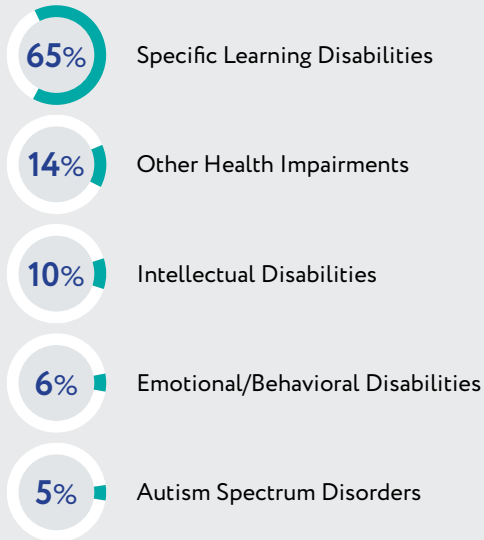 65% Specific Learning Disabilities
14% Other Health Impairments
10% Intellectual Disabilities
6% Emotional/Behavioral Disabilities
5% Autism Spectrum Disorders